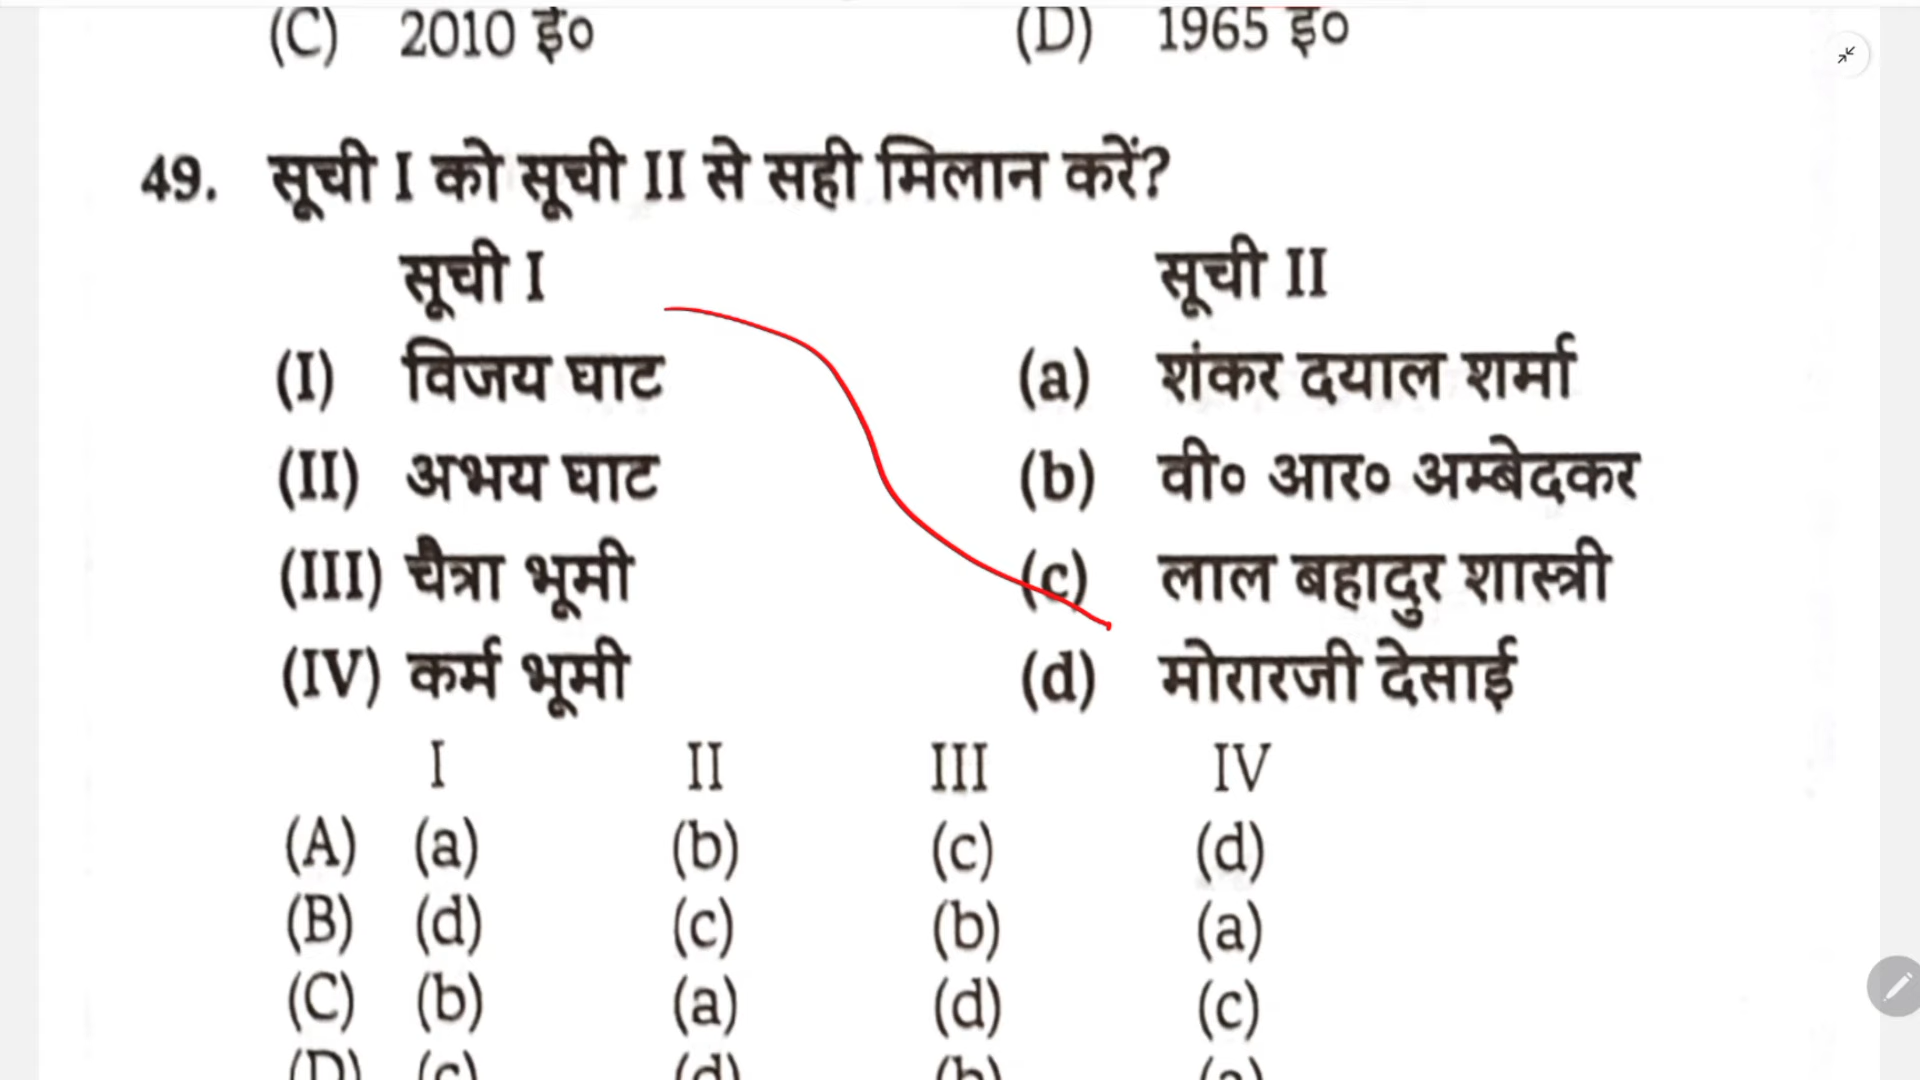 (C) 2010 ई० (D) 1965 ई०
49. सूची I को सूची II से सही मिलान करें?
सूची I सूची II
(I) विजय घाट (a) शंकर दयाल शर्मा
(II) अभय घाट (b) वी० आर० अम्बेदकर
(III) चैत्रा भूमी (c) लाल बहादुर शास्त्री
(IV) कर्म भूमी (d) मोरारजी देसाई
I II III IV
(A) (a) (b) (c) (d)
(B) (d) (c) (b) (a)
(C) (b) (a) (d) (c)
(D) (c) (d) (b) (a)